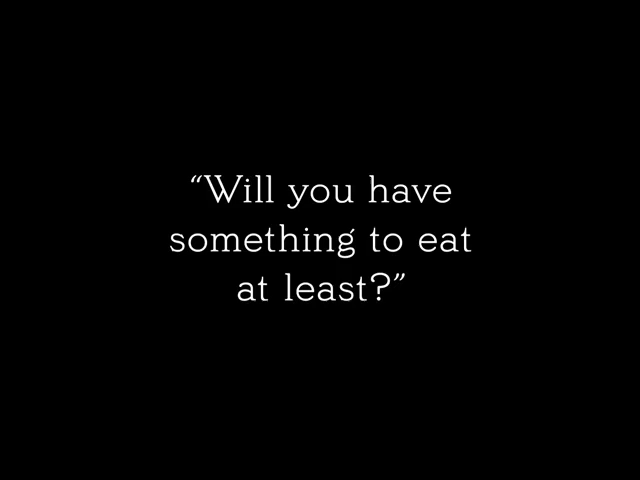 “Will you have
something to eat
at least?”